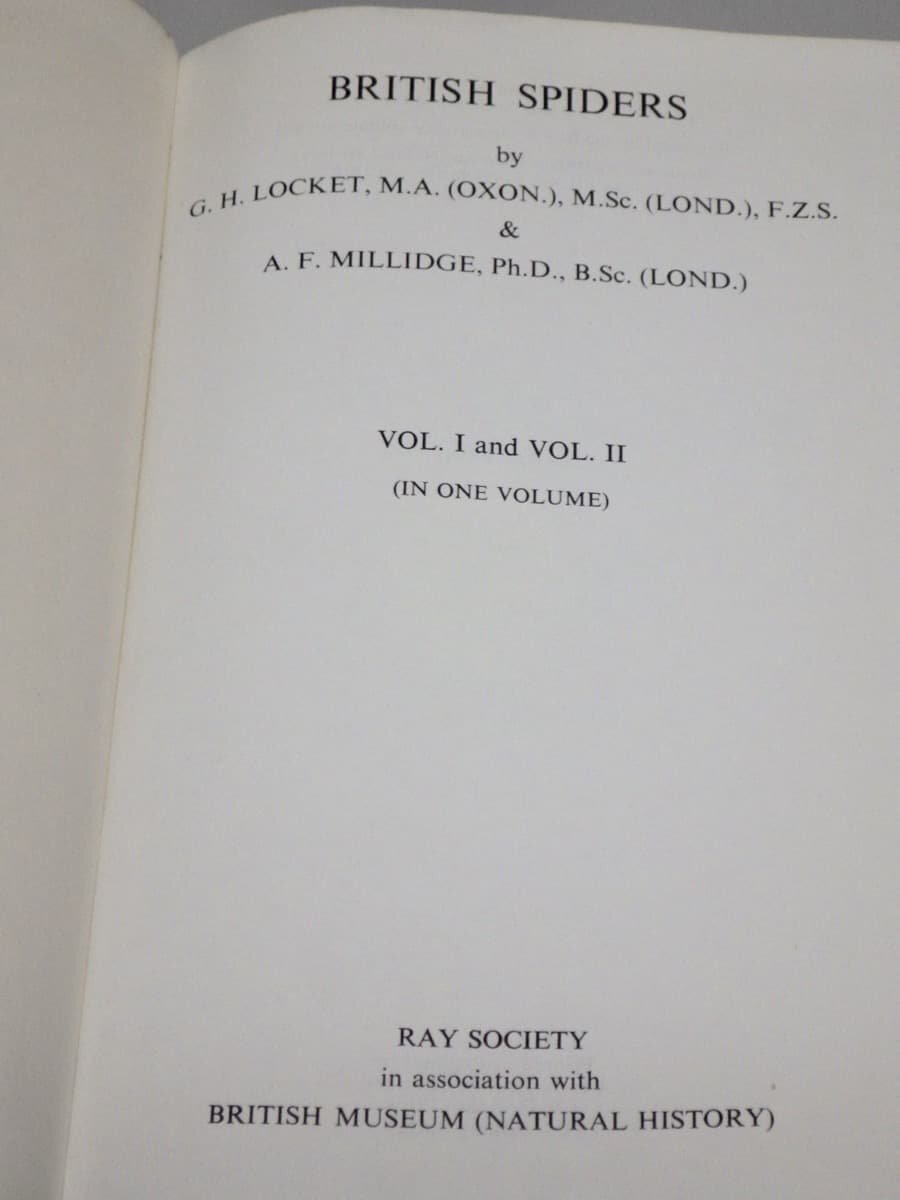 BRITISH SPIDERS
by
G. H. LOCKET, M.A. (OXON.), M.Sc. (LOND.), F.Z.S.
&
A. F. MILLIDGE, Ph.D., B.Sc. (LOND.)
VOL. I and VOL. II
(IN ONE VOLUME)
RAY SOCIETY
in association with
BRITISH MUSEUM (NATURAL HISTORY)